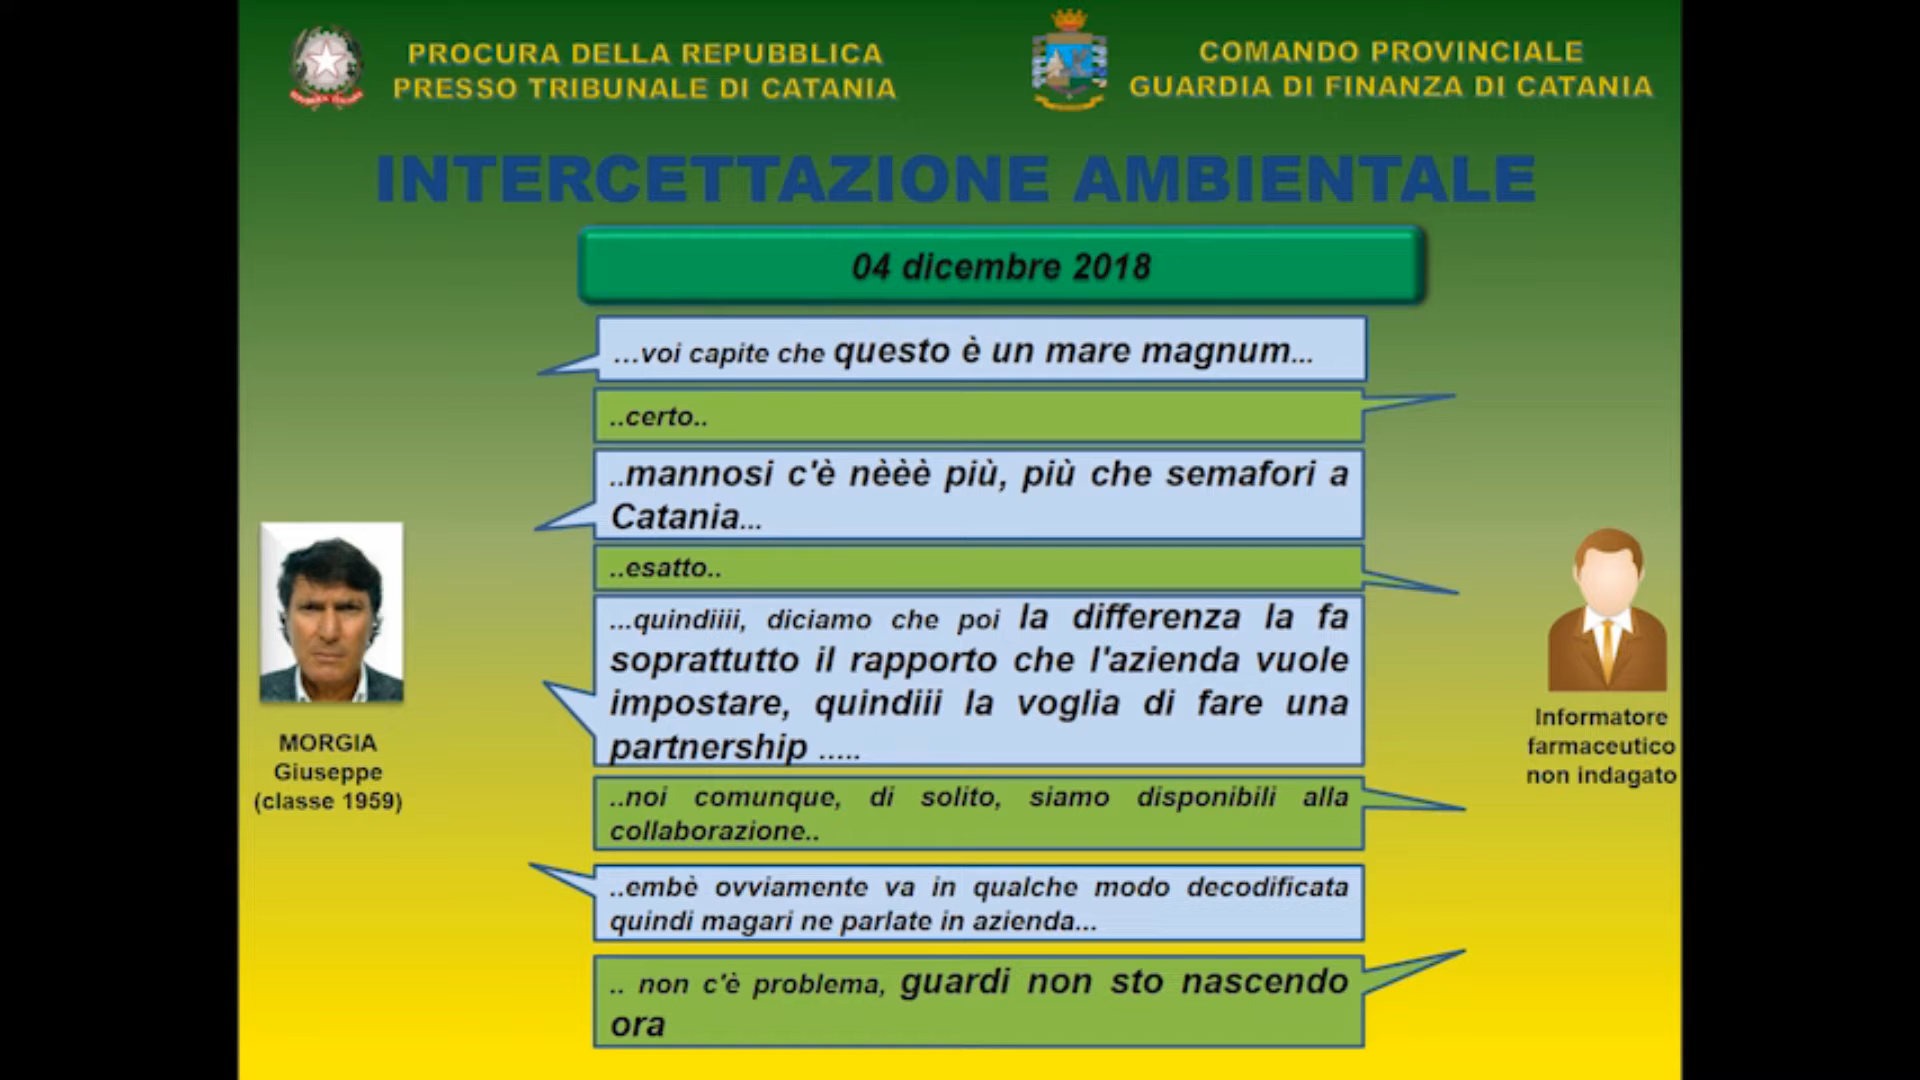 PROCURA DELLA REPUBBLICA
PRESSO TRIBUNALE DI CATANIA
COMANDO PROVINCIALE
GUARDIA DI FINANZA DI CATANIA
INTERCETTAZIONE AMBIENTALE
04 dicembre 2018
...voi capite che questo è un mare magnum...
..certo..
..mannosi c'è nèèè più, più che semafori a
Catania...
..esatto..
...quindiiii, diciamo che poi la differenza la fa
soprattutto il rapporto che l'azienda vuole
impostare, quindiii la voglia di fare una
partnership .....
..noi comunque, di solito, siamo disponibili alla
collaborazione..
..embè ovviamente va in qualche modo decodificata
quindi magari ne parlate in azienda...
.. non c'è problema, guardi non sto nascendo
ora
MORGIA
Giuseppe
(classe 1959)
Informatore
farmaceutico
non indagato